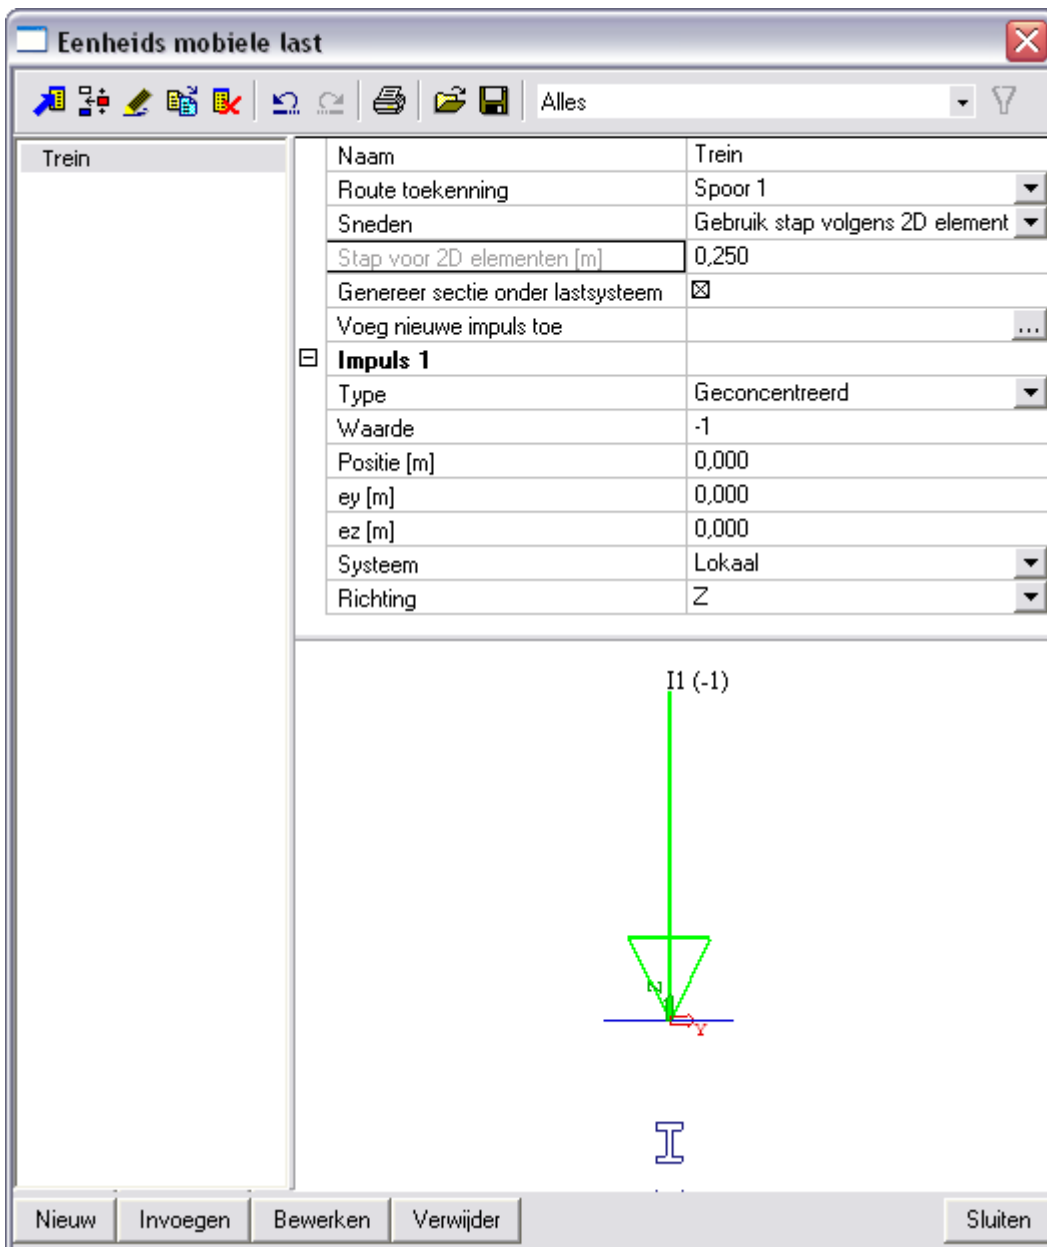 Eenheids mobiele last
Alles
Trein
Naam Trein
Route toekenning Spoor 1
Sneden Gebruik stap volgens 2D element
Stap voor 2D elementen [m] 0,250
Genereer sectie onder lastsysteem
Voeg nieuwe impuls toe ...
Impuls 1
Type Geconcentreerd
Waarde -1
Positie [m] 0,000
ey [m] 0,000
ez [m] 0,000
Systeem Lokaal
Richting Z
I1 (-1)
Z
Y
Nieuw Invoegen Bewerken Verwijder Sluiten